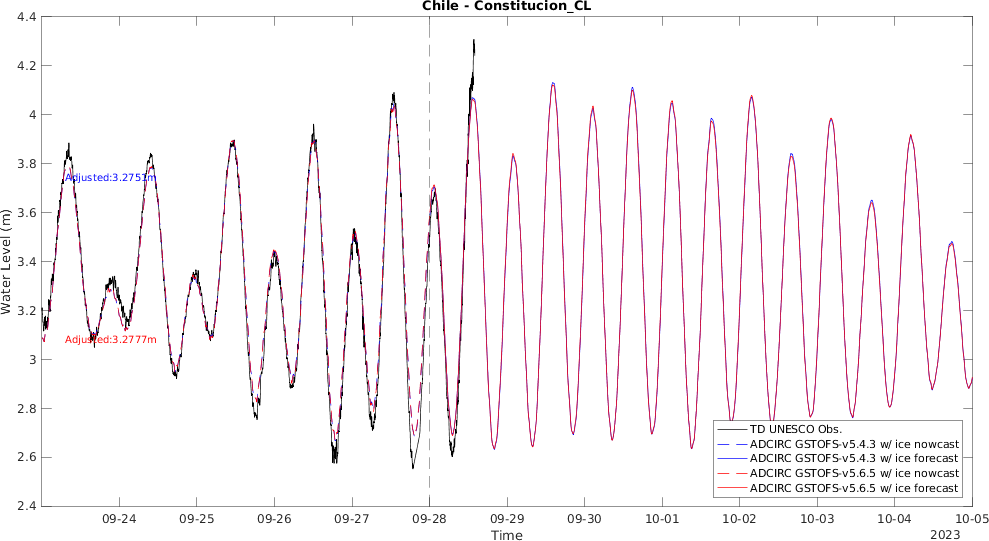 Chile - Constitucion_CL
4.4
4.2
4
3.8
3.6
3.4
3.2
3
2.8
2.6
2.4
Water Level (m)
Adjusted:3.2751m
Adjusted:3.2777m
TD UNESCO Obs.
ADCIRC GSTOFS-v5.4.3 w/ ice nowcast
ADCIRC GSTOFS-v5.4.3 w/ ice forecast
ADCIRC GSTOFS-v5.6.5 w/ ice nowcast
ADCIRC GSTOFS-v5.6.5 w/ ice forecast
09-24 09-25 09-26 09-27 09-28 09-29 09-30 10-01 10-02 10-03 10-04 10-05
Time
2023